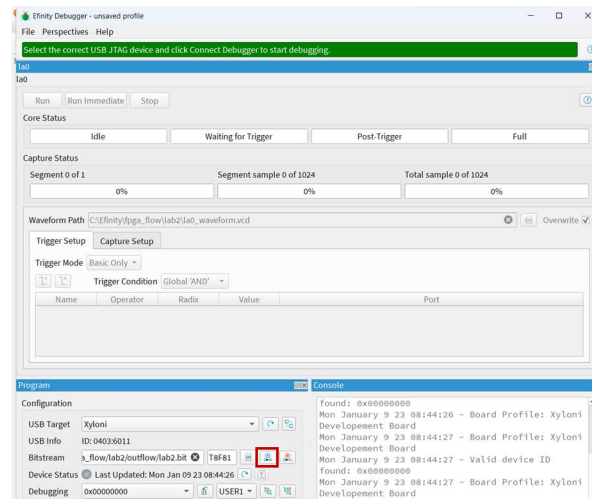 Efinity Debugger - unsaved profile
File Perspectives Help
Select the correct USB JTAG device and click Connect Debugger to start debugging.
la0
la0
Run Run Immediate Stop
Core Status
Idle Waiting for Trigger Post-Trigger Full
Capture Status
Segment 0 of 1 Segment sample 0 of 1024 Total sample 0 of 1024
0% 0% 0%
Waveform Path C:\Efinity\fpga_flow\lab2\la0_waveform.vcd Overwrite
Trigger Setup Capture Setup
Trigger Mode Basic Only
Trigger Condition Global 'AND'
Name Operator Radix Value Port
Program
Configuration
USB Target Xyloni
USB Info ID: 0403:6011
Bitstream a_flow/lab2/outflow/lab2.bit T8F81
Device Status Last Updated: Mon Jan 09 23 08:44:26
Debugging 0x00000000 USER1
Console
found: 0x00000000
Mon January 9 23 08:44:26 - Board Profile: Xyloni
Developement Board
Mon January 9 23 08:44:27 - Board Profile: Xyloni
Developement Board
Mon January 9 23 08:44:27 - Valid device ID
found: 0x00000000
Mon January 9 23 08:44:27 - Board Profile: Xyloni
Developement Board